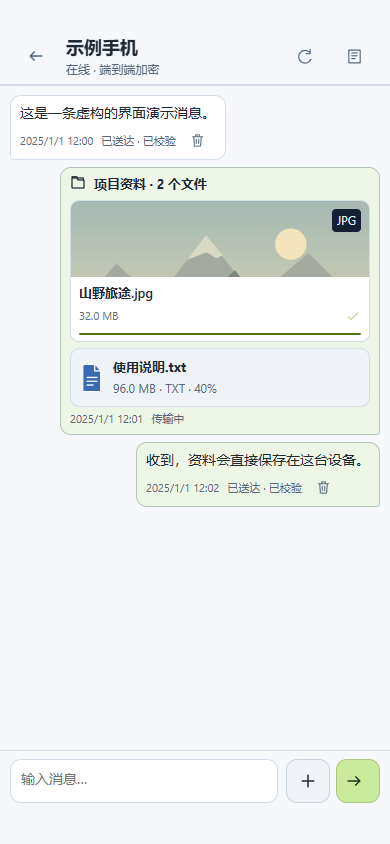 示例手机
在线 · 端到端加密
这是一条虚构的界面演示消息。
2025/1/1 12:00 已送达 · 已校验
项目资料 · 2 个文件
JPG
山野旅途.jpg
32.0 MB
使用说明.txt
96.0 MB · TXT · 40%
2025/1/1 12:01 传输中
收到，资料会直接保存在这台设备。
2025/1/1 12:02 已送达 · 已校验
输入消息...